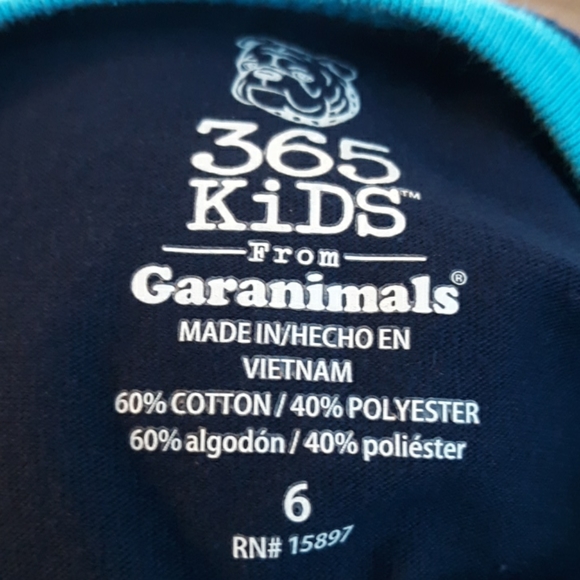 365
KiDS™
From
Garanimals®
MADE IN/HECHO EN
VIETNAM
60% COTTON / 40% POLYESTER
60% algodón / 40% poliéster
6
RN# 15897